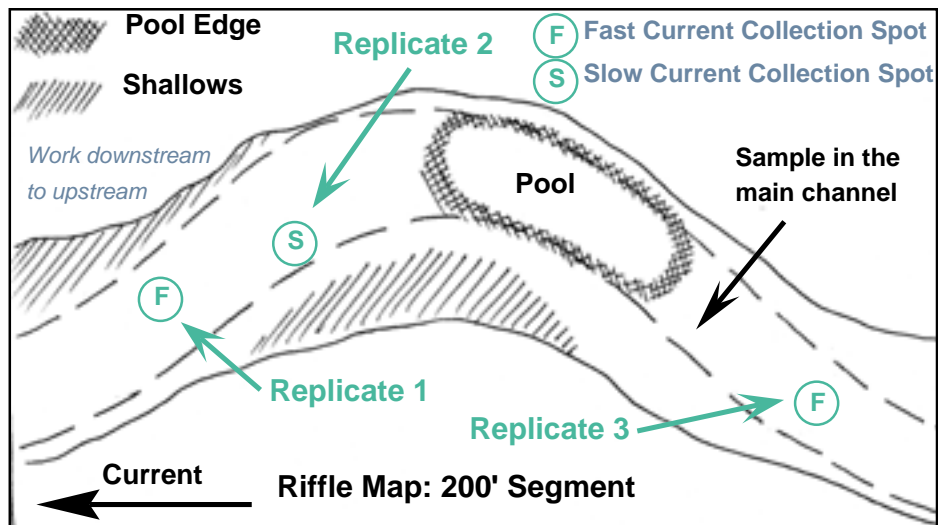 Pool Edge
Shallows
Replicate 2
F Fast Current Collection Spot
S Slow Current Collection Spot
Work downstream
to upstream
Pool
Sample in the
main channel
S
F
Replicate 1
F
Replicate 3
Current
Riffle Map: 200' Segment